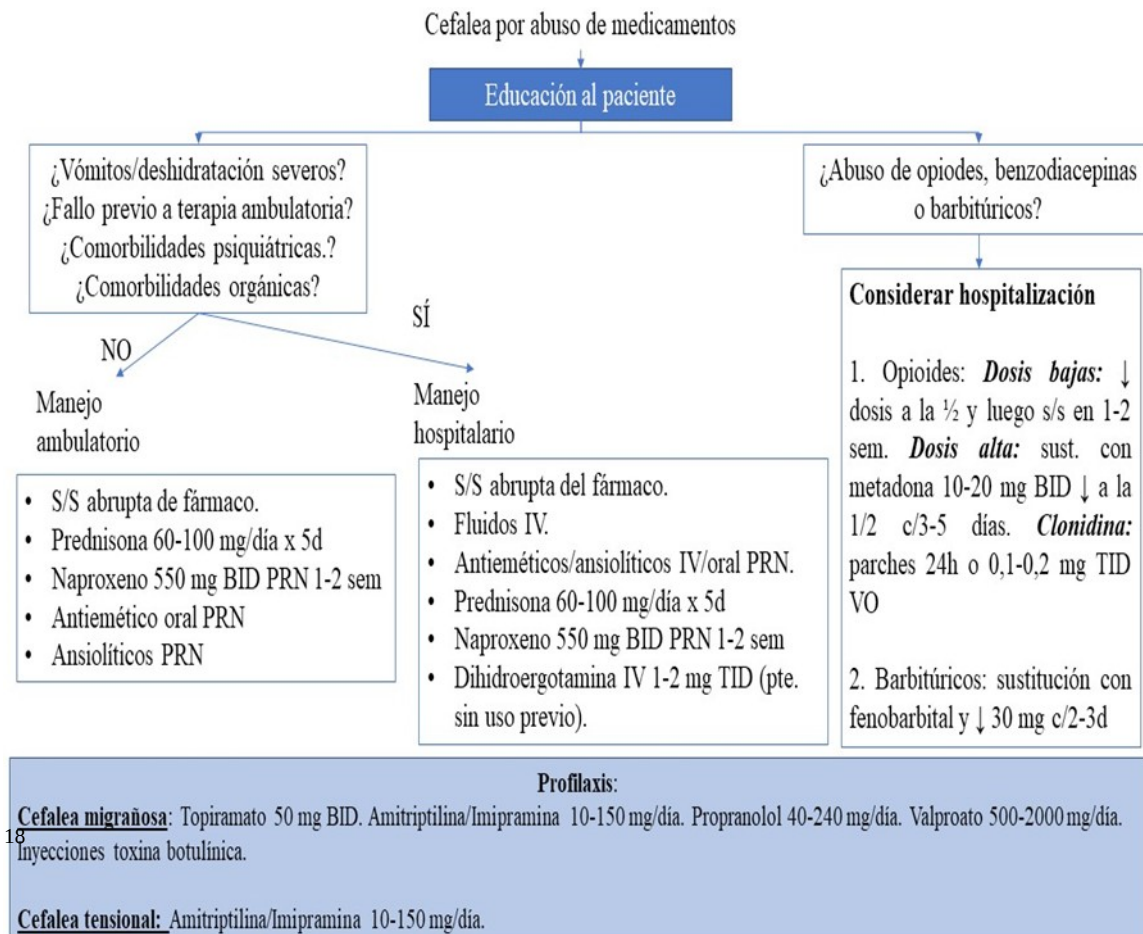 Cefalea por abuso de medicamentos
Educación al paciente
¿Vómitos/deshidratación severos?
¿Fallo previo a terapia ambulatoria?
¿Comorbilidades psiquiátricas.?
¿Comorbilidades orgánicas?
¿Abuso de opiodes, benzodiacepinas
o barbitúricos?
NO
SÍ
Manejo
ambulatorio
Manejo
hospitalario
• S/S abrupta de fármaco.
• Prednisona 60-100 mg/día x 5d
• Naproxeno 550 mg BID PRN 1-2 sem
• Antiemético oral PRN
• Ansiolíticos PRN
• S/S abrupta del fármaco.
• Fluidos IV.
• Antieméticos/ansiolíticos IV/oral PRN.
• Prednisona 60-100 mg/día x 5d
• Naproxeno 550 mg BID PRN 1-2 sem
• Dihidroergotamina IV 1-2 mg TID (pte.
sin uso previo).
Considerar hospitalización
1. Opioides: Dosis bajas: ↓
dosis a la ½ y luego s/s en 1-2
sem. Dosis alta: sust. con
metadona 10-20 mg BID ↓ a la
1/2 c/3-5 días. Clonidina:
parches 24h o 0,1-0,2 mg TID
VO
2. Barbitúricos: sustitución con
fenobarbital y ↓ 30 mg c/2-3d
Profilaxis:
Cefalea migrañosa: Topiramato 50 mg BID. Amitriptilina/Imipramina 10-150 mg/día. Propranolol 40-240 mg/día. Valproato 500-2000 mg/día.
18
Inyecciones toxina botulínica.
Cefalea tensional: Amitriptilina/Imipramina 10-150 mg/día.